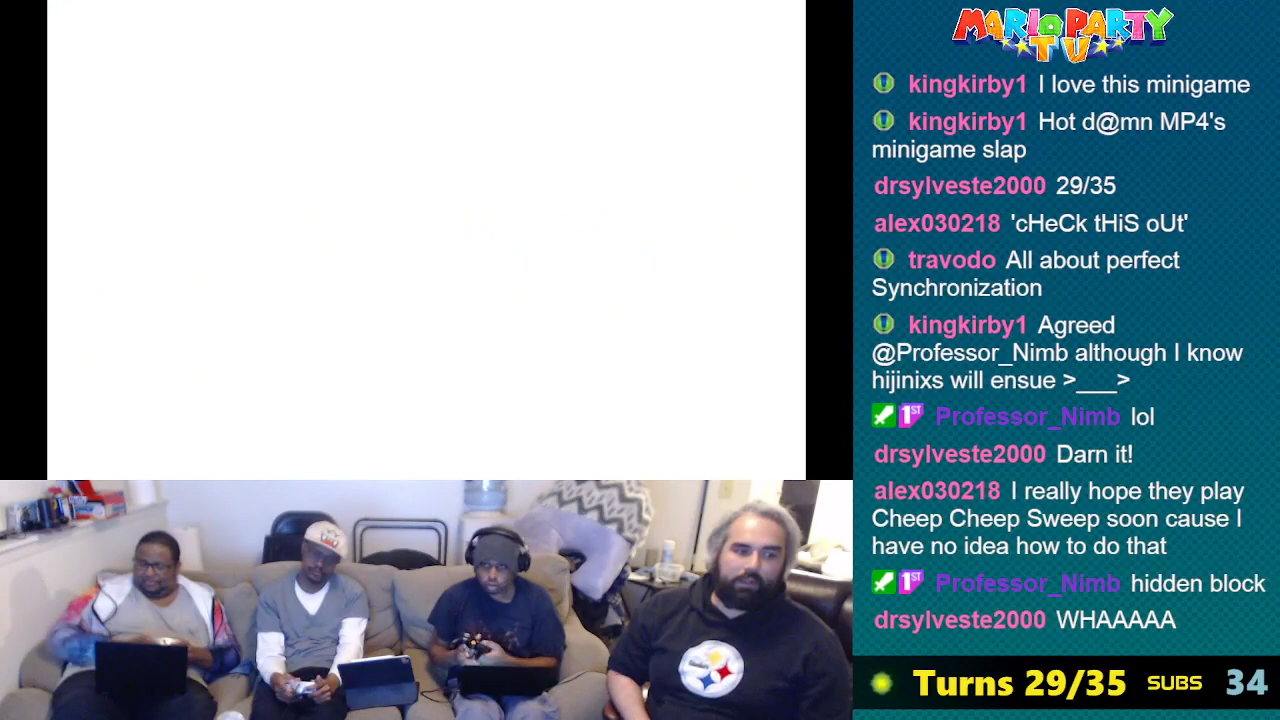 MARIO PARTY
TV
kingkirby1 I love this minigame
kingkirby1 Hot d@mn MP4's
minigame slap
drsylveste2000 29/35
alex030218 'cHeCk tHiS oUt'
travodo All about perfect
Synchronization
kingkirby1 Agreed
@Professor_Nimb although I know
hijinixs will ensue >___>
1ST Professor_Nimb lol
drsylveste2000 Darn it!
alex030218 I really hope they play
Cheep Cheep Sweep soon cause I
have no idea how to do that
1ST Professor_Nimb hidden block
drsylveste2000 WHAAAAA
Turns 29/35 SUBS 34